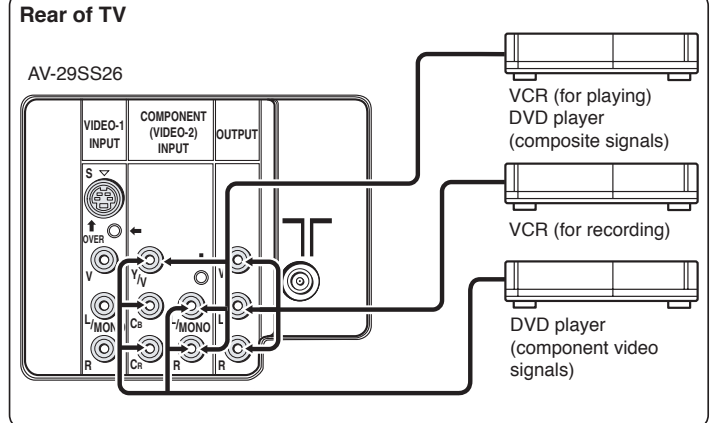 Rear of TV
AV-29SS26
VIDEO-1
INPUT
COMPONENT
(VIDEO-2)
INPUT
OUTPUT
S
OVER
V
L/MONO
R
Y/V
CB
CR
L/MONO
R
V
L
R
VCR (for playing)
DVD player
(composite signals)
VCR (for recording)
DVD player
(component video
signals)